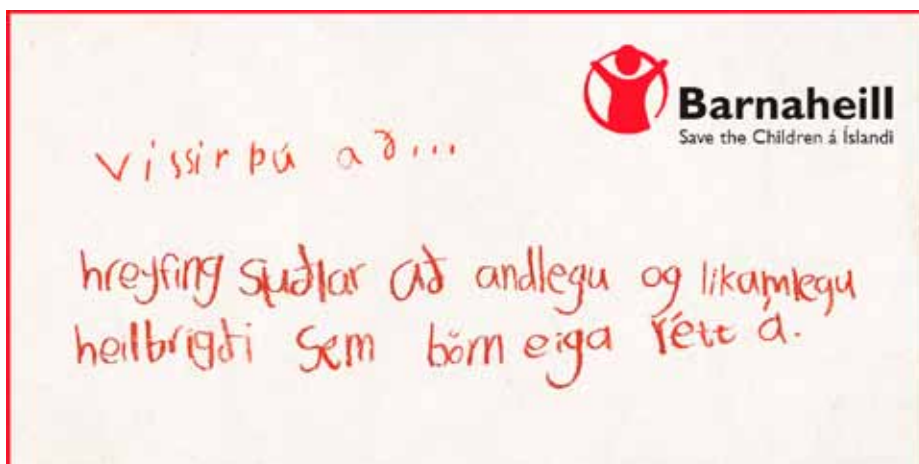 Barnaheill
Save the Children á Íslandi
Vissir þú að...
hreyfing stuðlar að andlegu og líkamlegu
heilbrigði sem börn eiga rétt á.